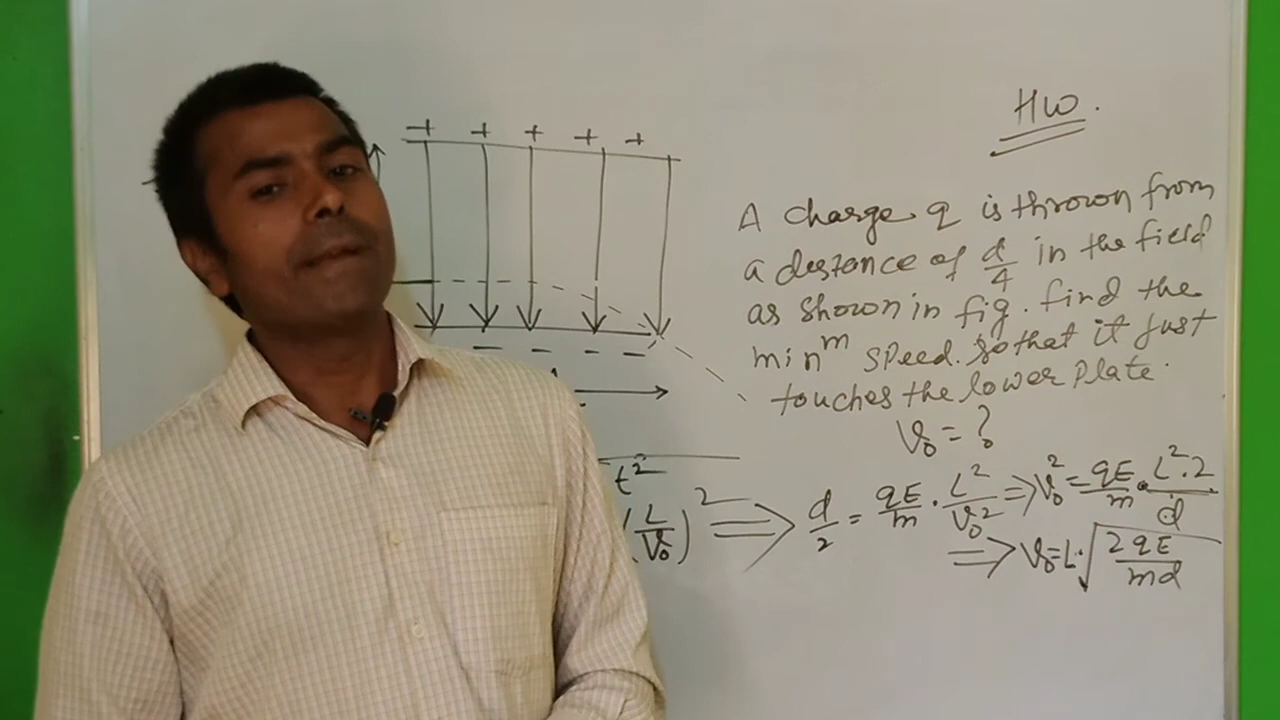 + + + + +
HW.
A charge q is thrown from
a destance of d/4 in the field
as shown in fig. find the
minᵐ speed. so that it just
touches the lower plate.
V₀ = ?
t²
(L/V₀)² ⟹ d/2 = qE/m · L²/V₀² ⟹ V₀² = qE/m · L²·2/d
⟹ V₀ = L·√(2qE/md)